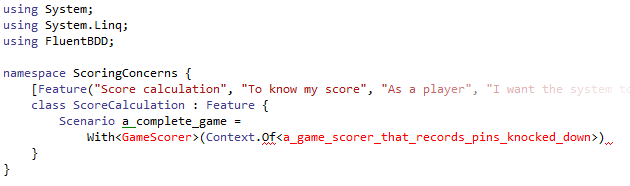 using System;
using System.Linq;
using FluentBDD;
namespace ScoringConcerns {
[Feature("Score calculation", "To know my score", "As a player", "I want the system to
class ScoreCalculation : Feature {
Scenario a_complete_game =
With<GameScorer>(Context.Of<a_game_scorer_that_records_pins_knocked_down>)
}
}